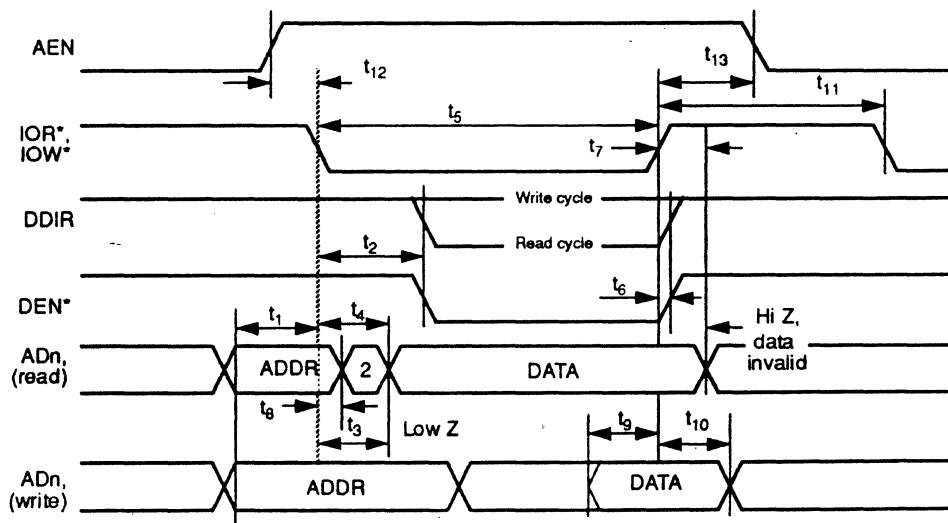 AEN
t12
t13
t11
t5
IOR*,
IOW*
t7
Write cycle
DDIR
Read cycle
t2
DEN*
t6
t1
t4
Hi Z,
data
invalid
ADn,
(read)
ADDR
2
DATA
t8
t3
Low Z
t9
t10
ADn,
(write)
ADDR
DATA